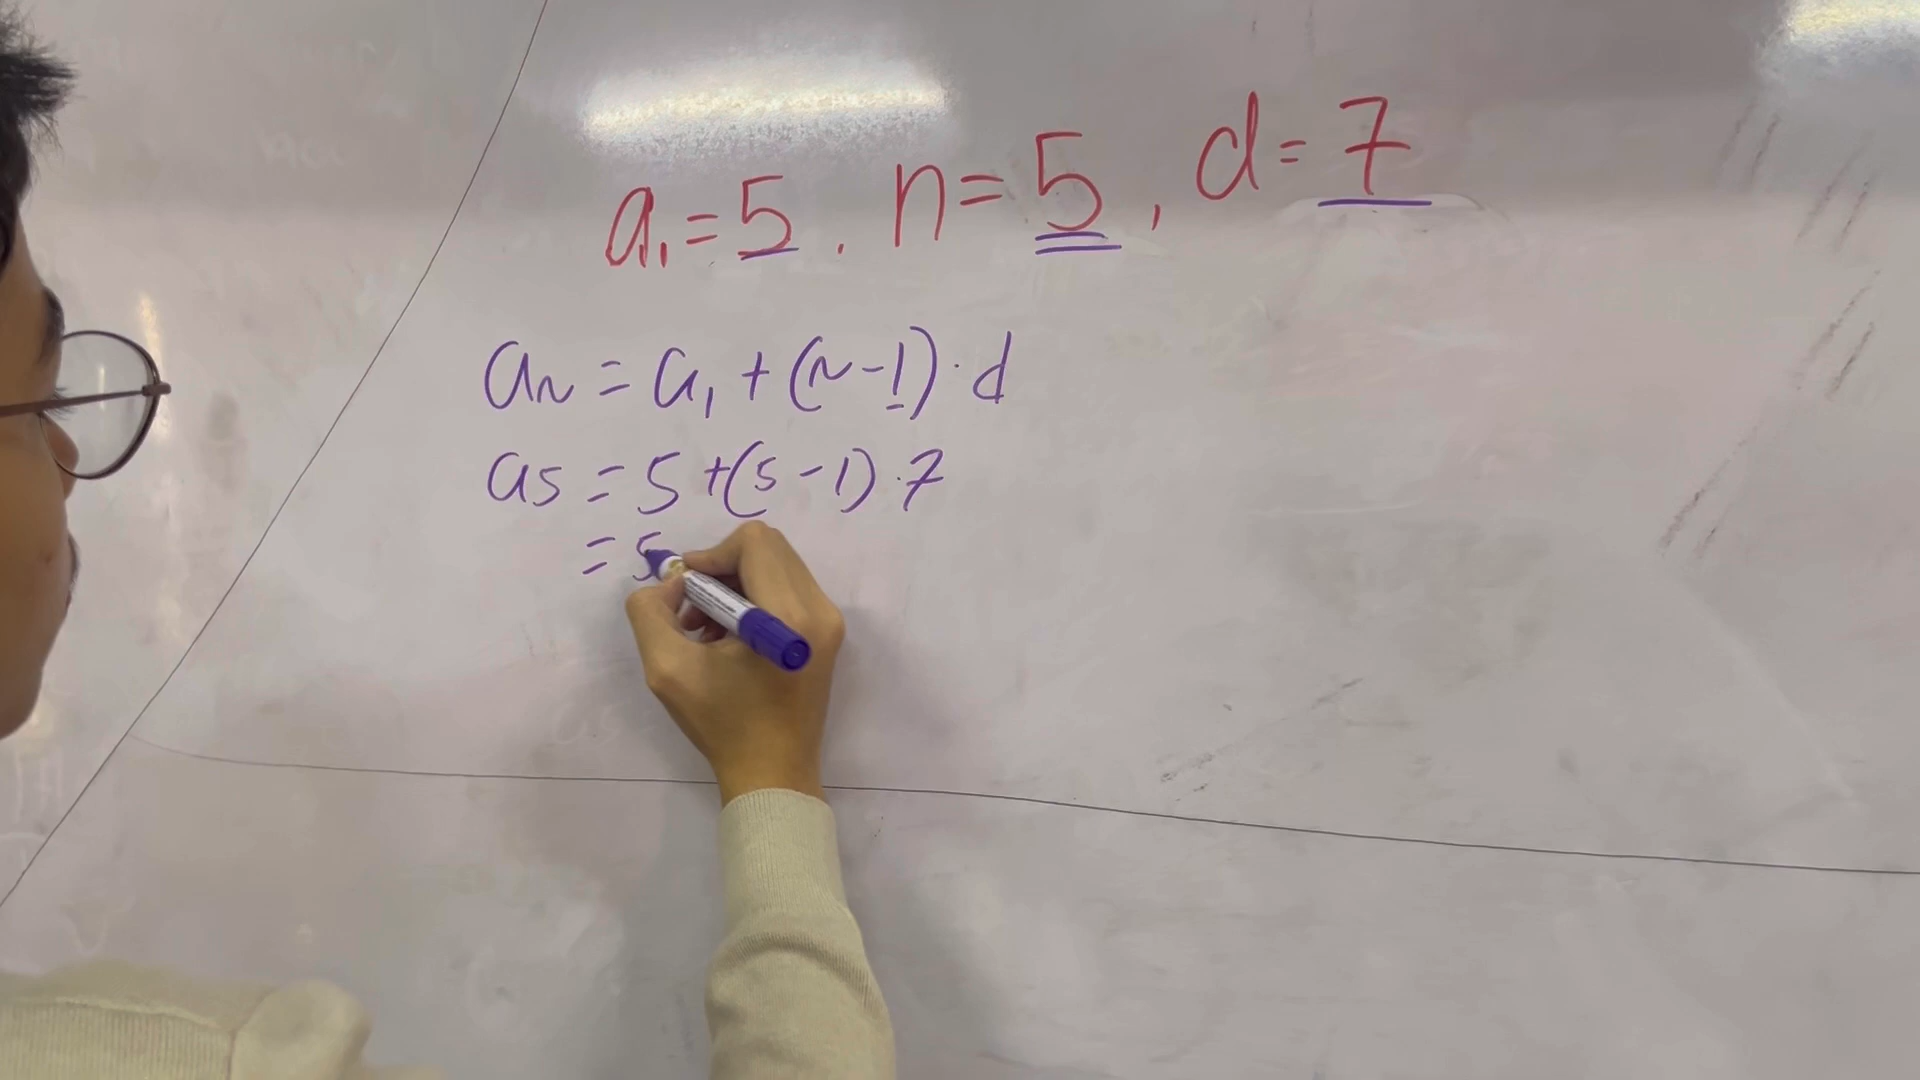 a₁ = 5 . n = 5 , d = 7
an = a₁ + (n - 1) · d
a5 = 5 + (5 - 1) · 7
= 5